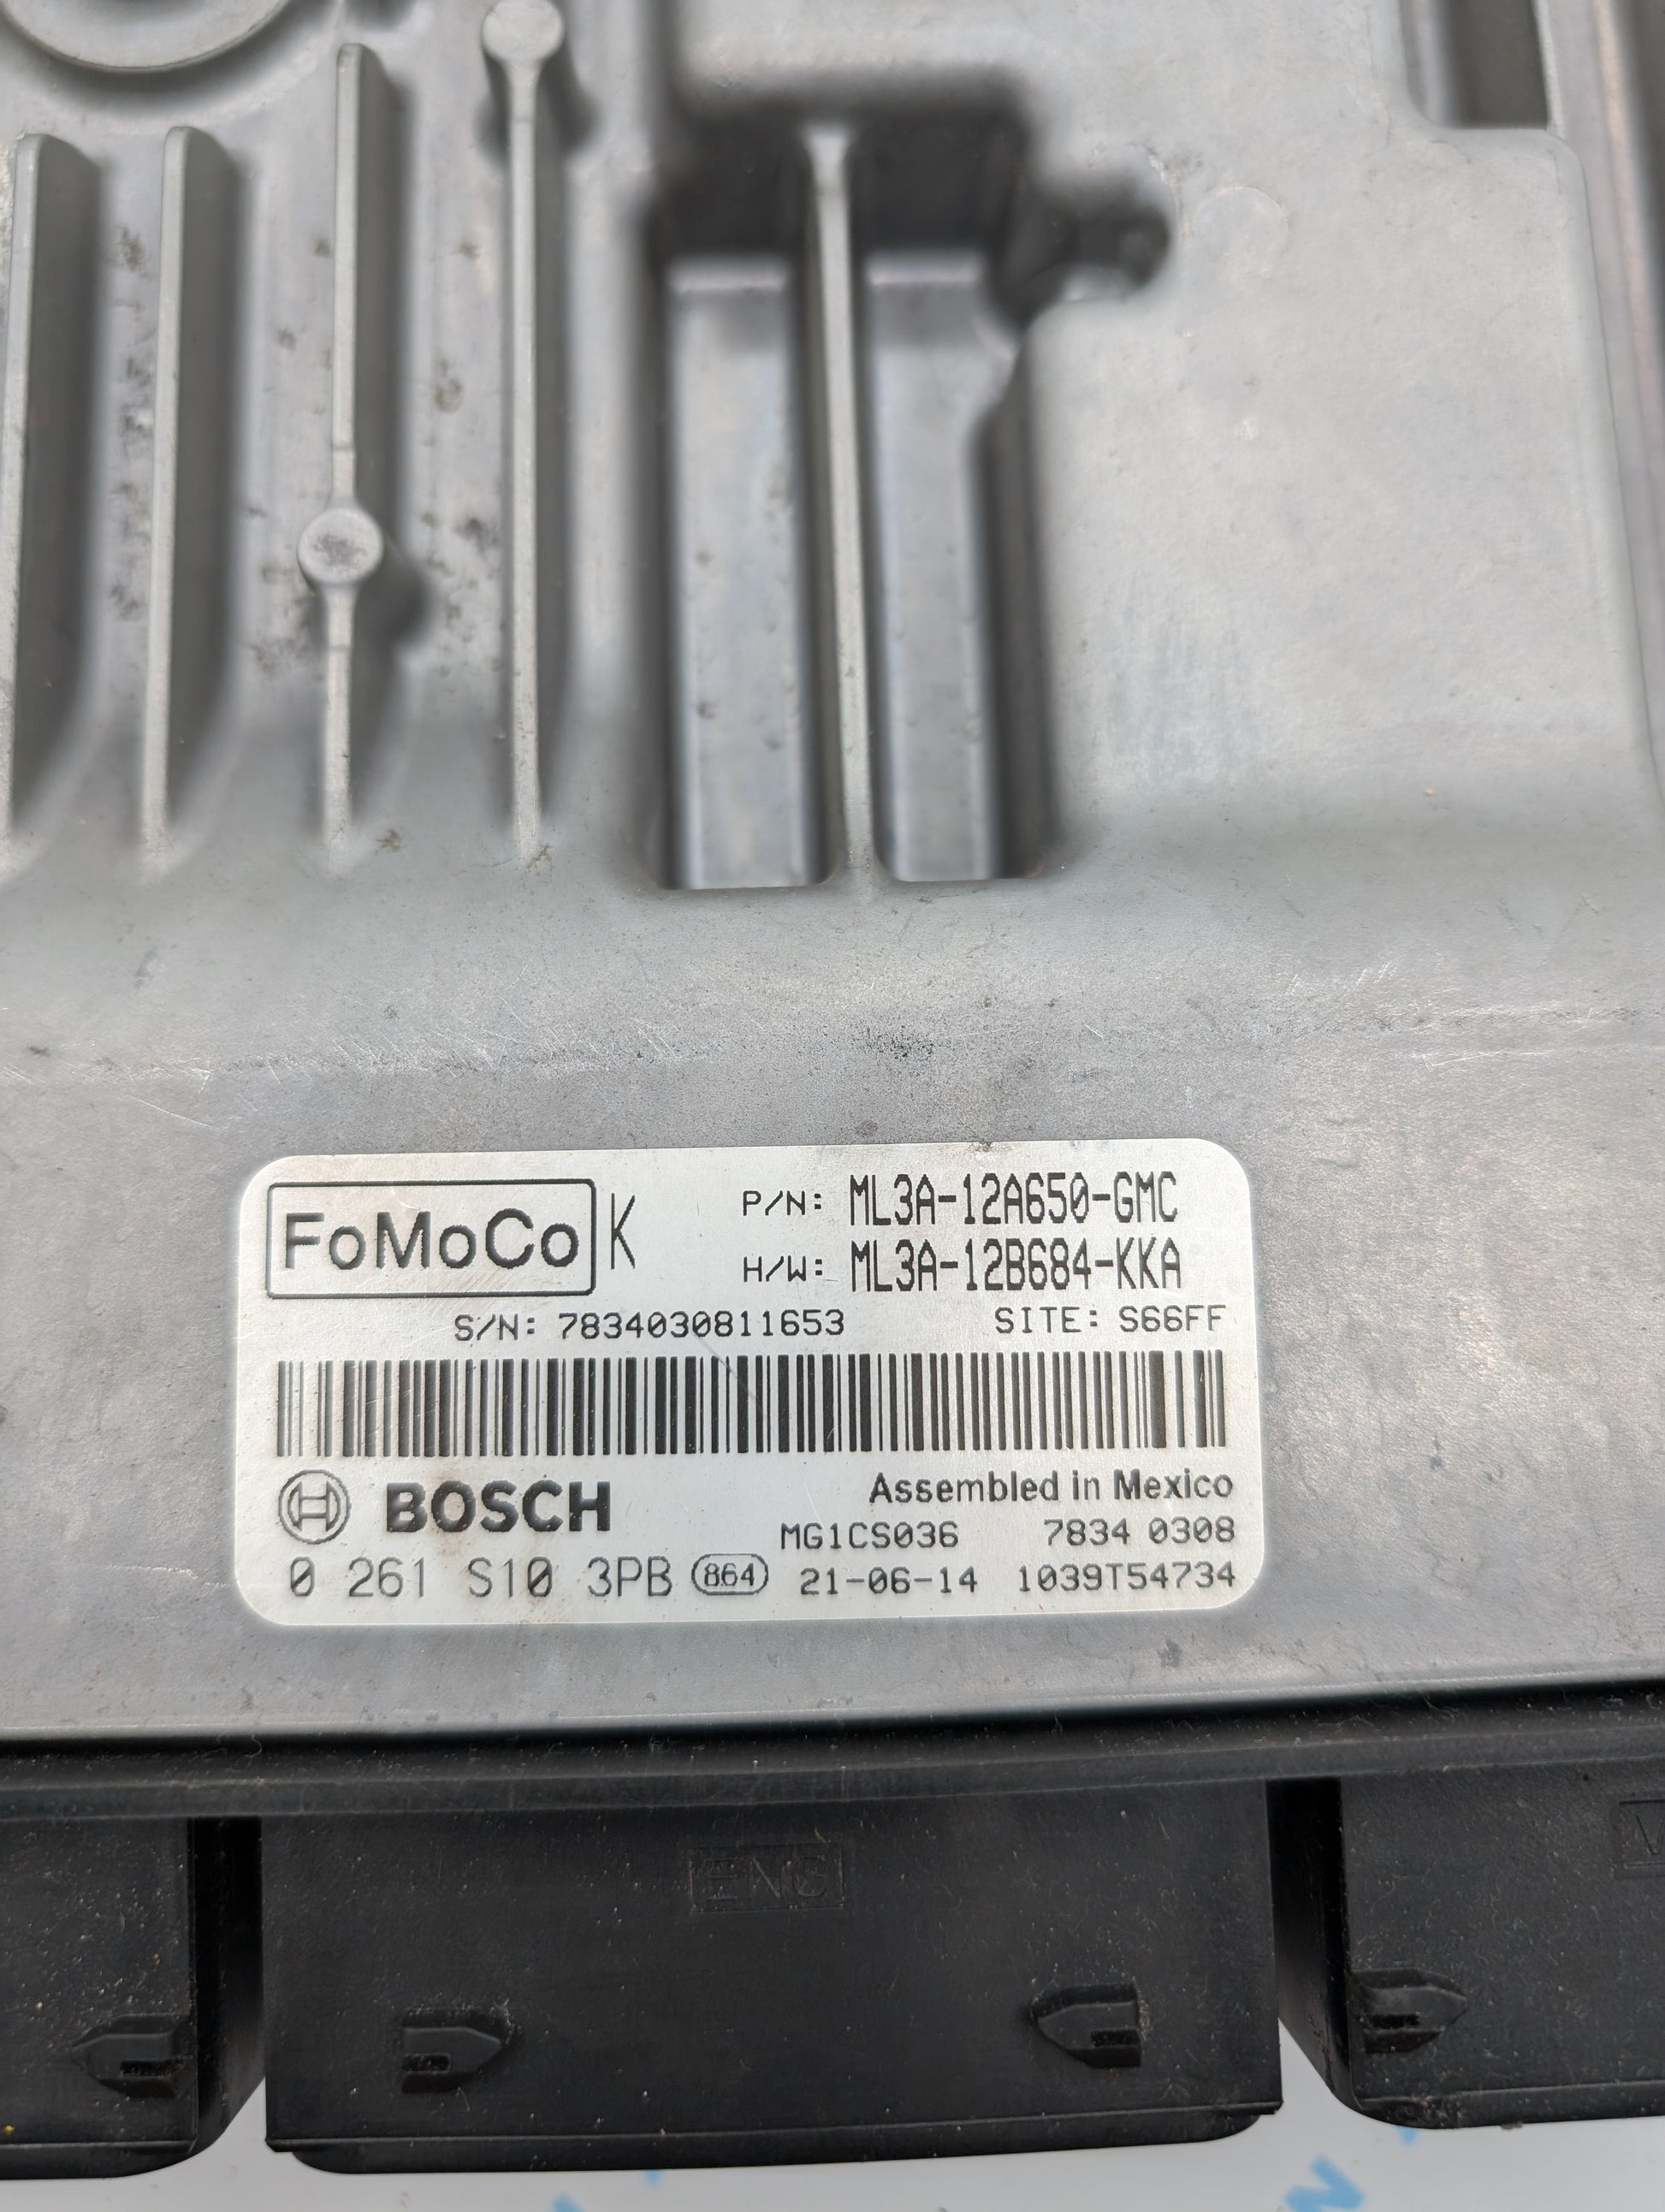 FoMoCo K P/N: ML3A-12A650-GMC
H/W: ML3A-12B684-KKA
S/N: 7834030811653 SITE: S66FF
BOSCH Assembled in Mexico
MG1CS036 7834 0308
0 261 S10 3PB 864 21-06-14 1039T54734
ENG